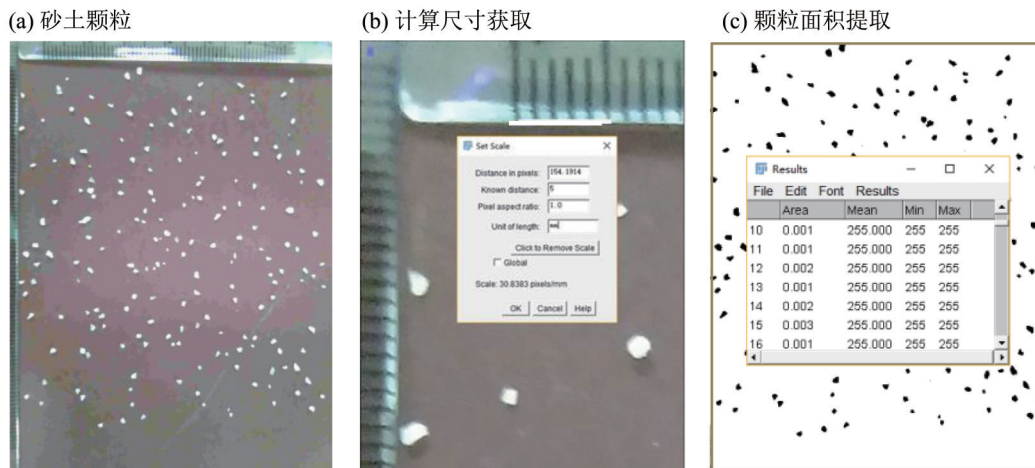 (a) 砂土颗粒
(b) 计算尺寸获取
(c) 颗粒面积提取
Set Scale
Distance in pixels: 154.1914
Known distance: 5
Pixel aspect ratio: 1.0
Unit of length: mm
Click to Remove Scale
Global
Scale: 30.8383 pixels/mm
OK Cancel Help
Results
File Edit Font Results
Area Mean Min Max
10 0.001 255.000 255 255
11 0.001 255.000 255 255
12 0.002 255.000 255 255
13 0.001 255.000 255 255
14 0.002 255.000 255 255
15 0.003 255.000 255 255
16 0.001 255.000 255 255